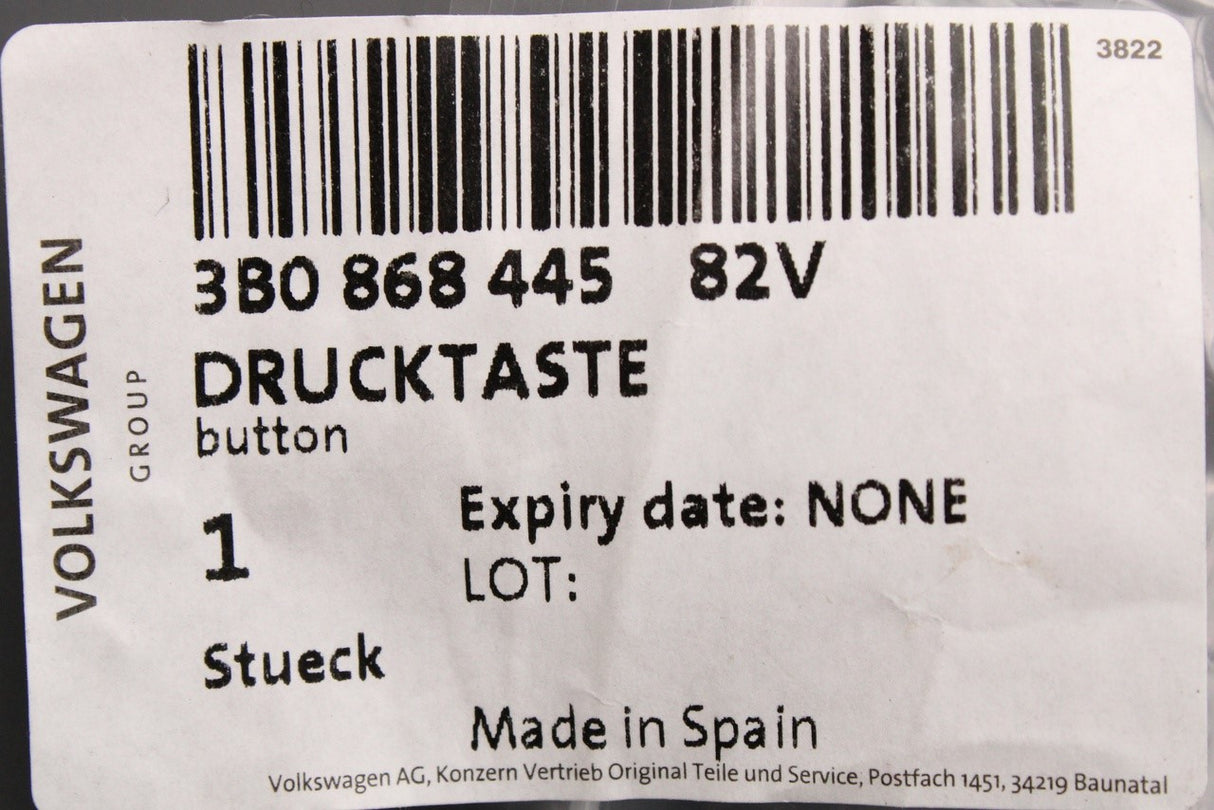 3822
3B0 868 445 82V
DRUCKTASTE
button
VOLKSWAGEN
GROUP
1
Expiry date: NONE
LOT:
Stueck
Made in Spain
Volkswagen AG, Konzern Vertrieb Original Teile und Service, Postfach 1451, 34219 Baunatal